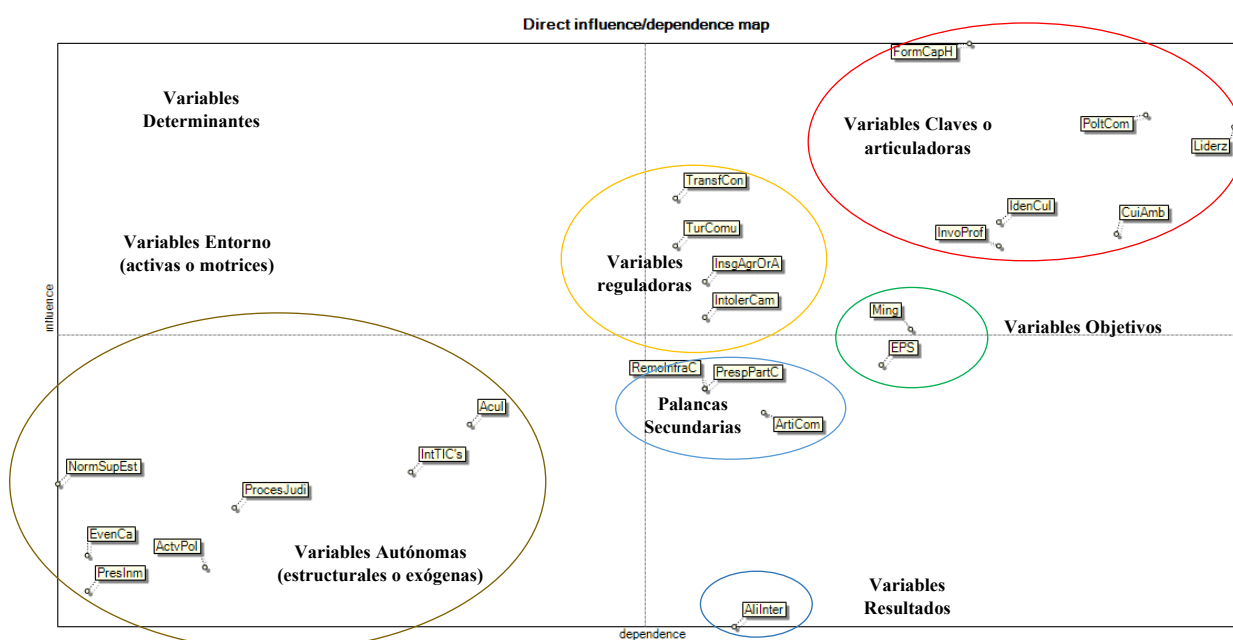 Direct influence/dependence map
FormCapH
Variables
Determinantes
Variables Claves o
articuladoras
PoltCom
Liderz
TransfCon
IdenCul
CuiAmb
TurComu
InvoProf
Variables Entorno
(activas o motrices)
Variables
reguladoras
InsgAgrOrA
IntolerCam
influence
Ming
Variables Objetivos
EPS
RemoInfraC
PrespPartC
Palancas
Secundarias
ArtiCom
Acul
IntTIC's
NormSupEst
ProcesJudi
EvenCa
ActvPol
Variables Autónomas
(estructurales o exógenas)
PresInm
Variables
Resultados
AliInter
dependence